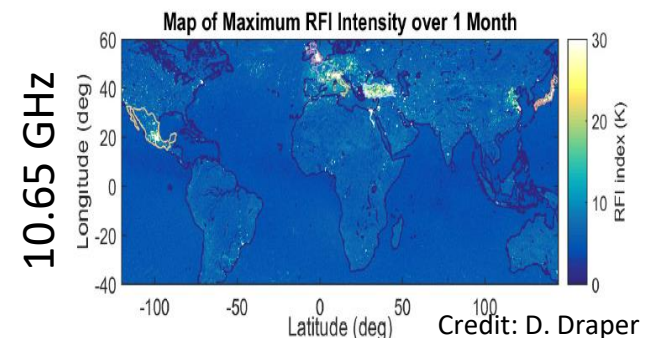 Map of Maximum RFI Intensity over 1 Month
10.65 GHz
Longitude (deg)
60
40
20
0
-20
-40
-100
-50
0
50
100
Latitude (deg)
30
20
10
0
RFI index (K)
Credit: D. Draper